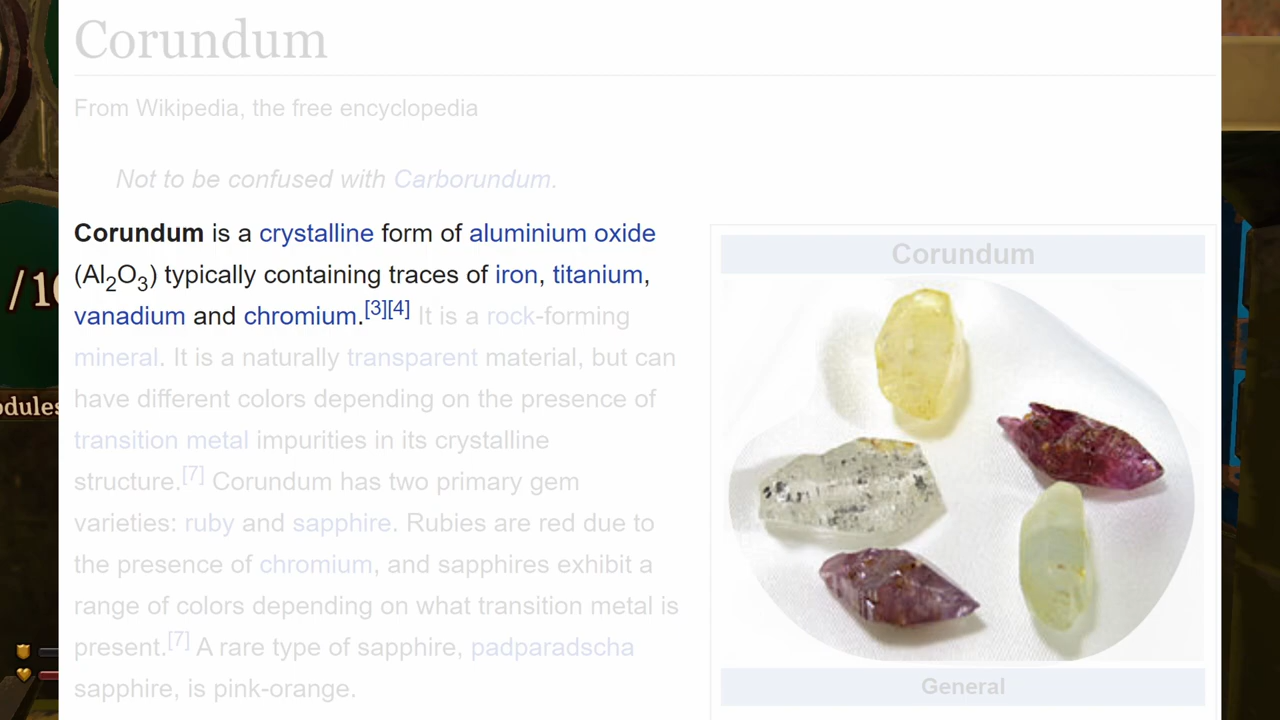 Corundum
From Wikipedia, the free encyclopedia
Not to be confused with Carborundum.
Corundum is a crystalline form of aluminium oxide
(Al₂O₃) typically containing traces of iron, titanium,
vanadium and chromium.[3][4] It is a rock-forming
mineral. It is a naturally transparent material, but can
have different colors depending on the presence of
transition metal impurities in its crystalline
structure.[7] Corundum has two primary gem
varieties: ruby and sapphire. Rubies are red due to
the presence of chromium, and sapphires exhibit a
range of colors depending on what transition metal is
present.[7] A rare type of sapphire, padparadscha
sapphire, is pink-orange.
Corundum
General